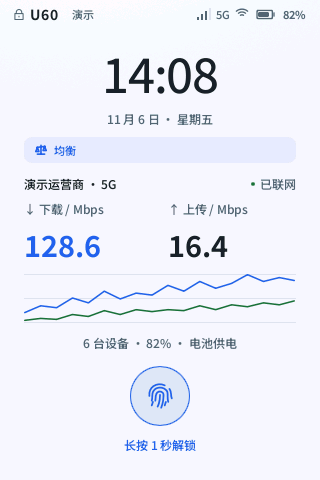 U60 演示 5G 82%
14:08
11 月 6 日 • 星期五
均衡
演示运营商 • 5G • 已联网
↓ 下载 / Mbps ↑ 上传 / Mbps
128.6 16.4
6 台设备 • 82% • 电池供电
长按 1 秒解锁